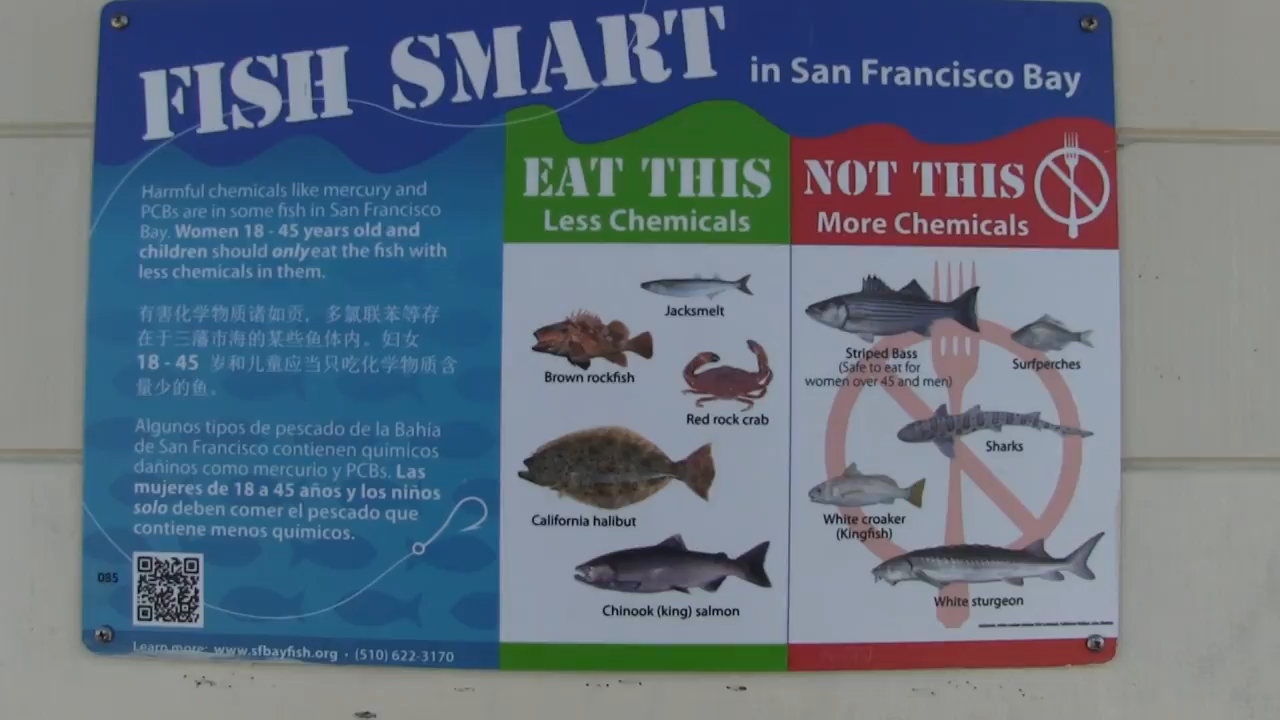 FISH SMART in San Francisco Bay
Harmful chemicals like mercury and
PCBs are in some fish in San Francisco
Bay. Women 18 - 45 years old and
children should only eat the fish with
less chemicals in them.
有害化学物质诸如贡，多氯联苯等存
在于三藩市海的某些鱼体内。妇女
18 - 45 岁和儿童应当只吃化学物质含
量少的鱼。
Algunos tipos de pescado de la Bahía
de San Francisco contienen quimicos
dañinos como mercurio y PCBs. Las
mujeres de 18 a 45 años y los niños
solo deben comer el pescado que
contiene menos químicos.
085
Learn more: www.sfbayfish.org • (510) 622-3170
EAT THIS
Less Chemicals
Jacksmelt
Brown rockfish
Red rock crab
California halibut
Chinook (king) salmon
NOT THIS
More Chemicals
Striped Bass
(Safe to eat for
women over 45 and men)
Surfperches
Sharks
White croaker
(Kingfish)
White sturgeon